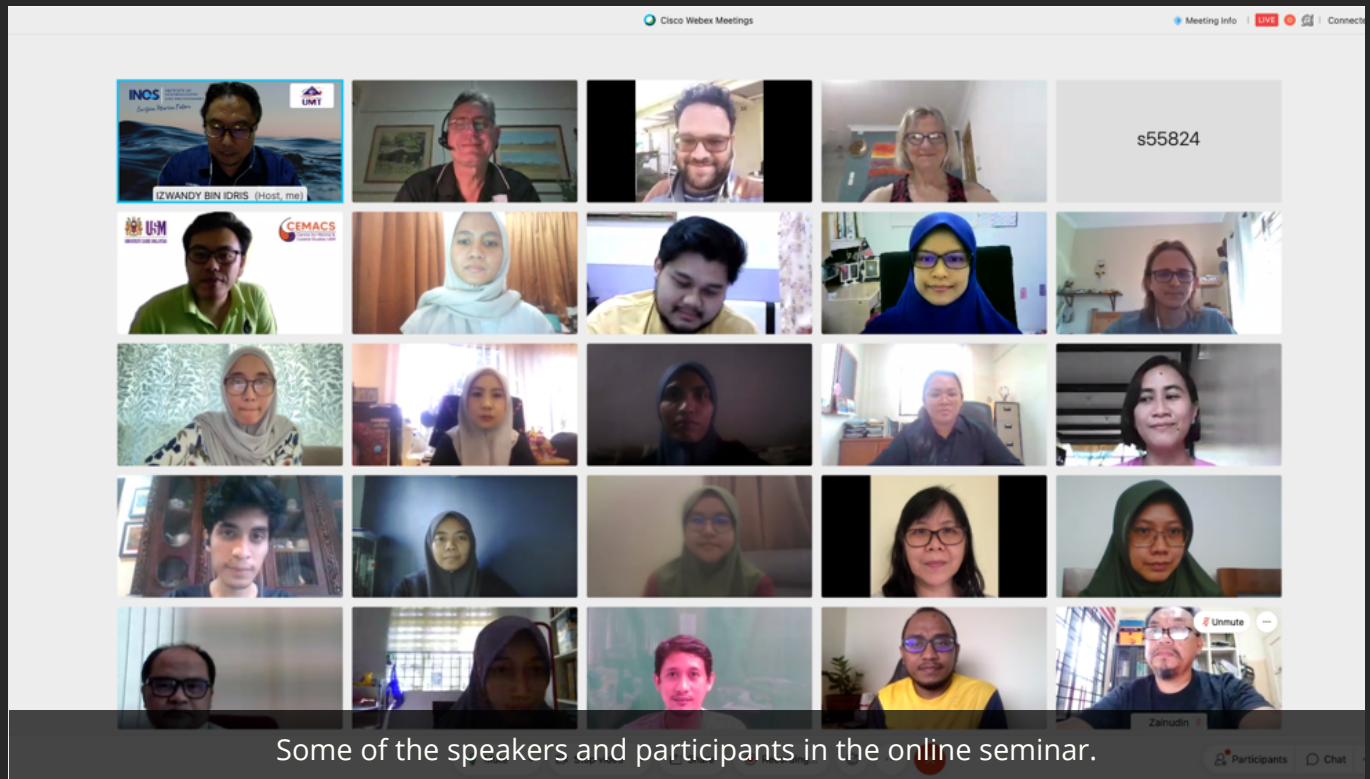 Cisco Webex Meetings
Meeting Info
LIVE
INOS
UMT
IZWANDY BIN IDRIS (Host, me)
s55824
USM
CEMACS
Unmute
Zainudin
Some of the speakers and participants in the online seminar.
Participants
Chat